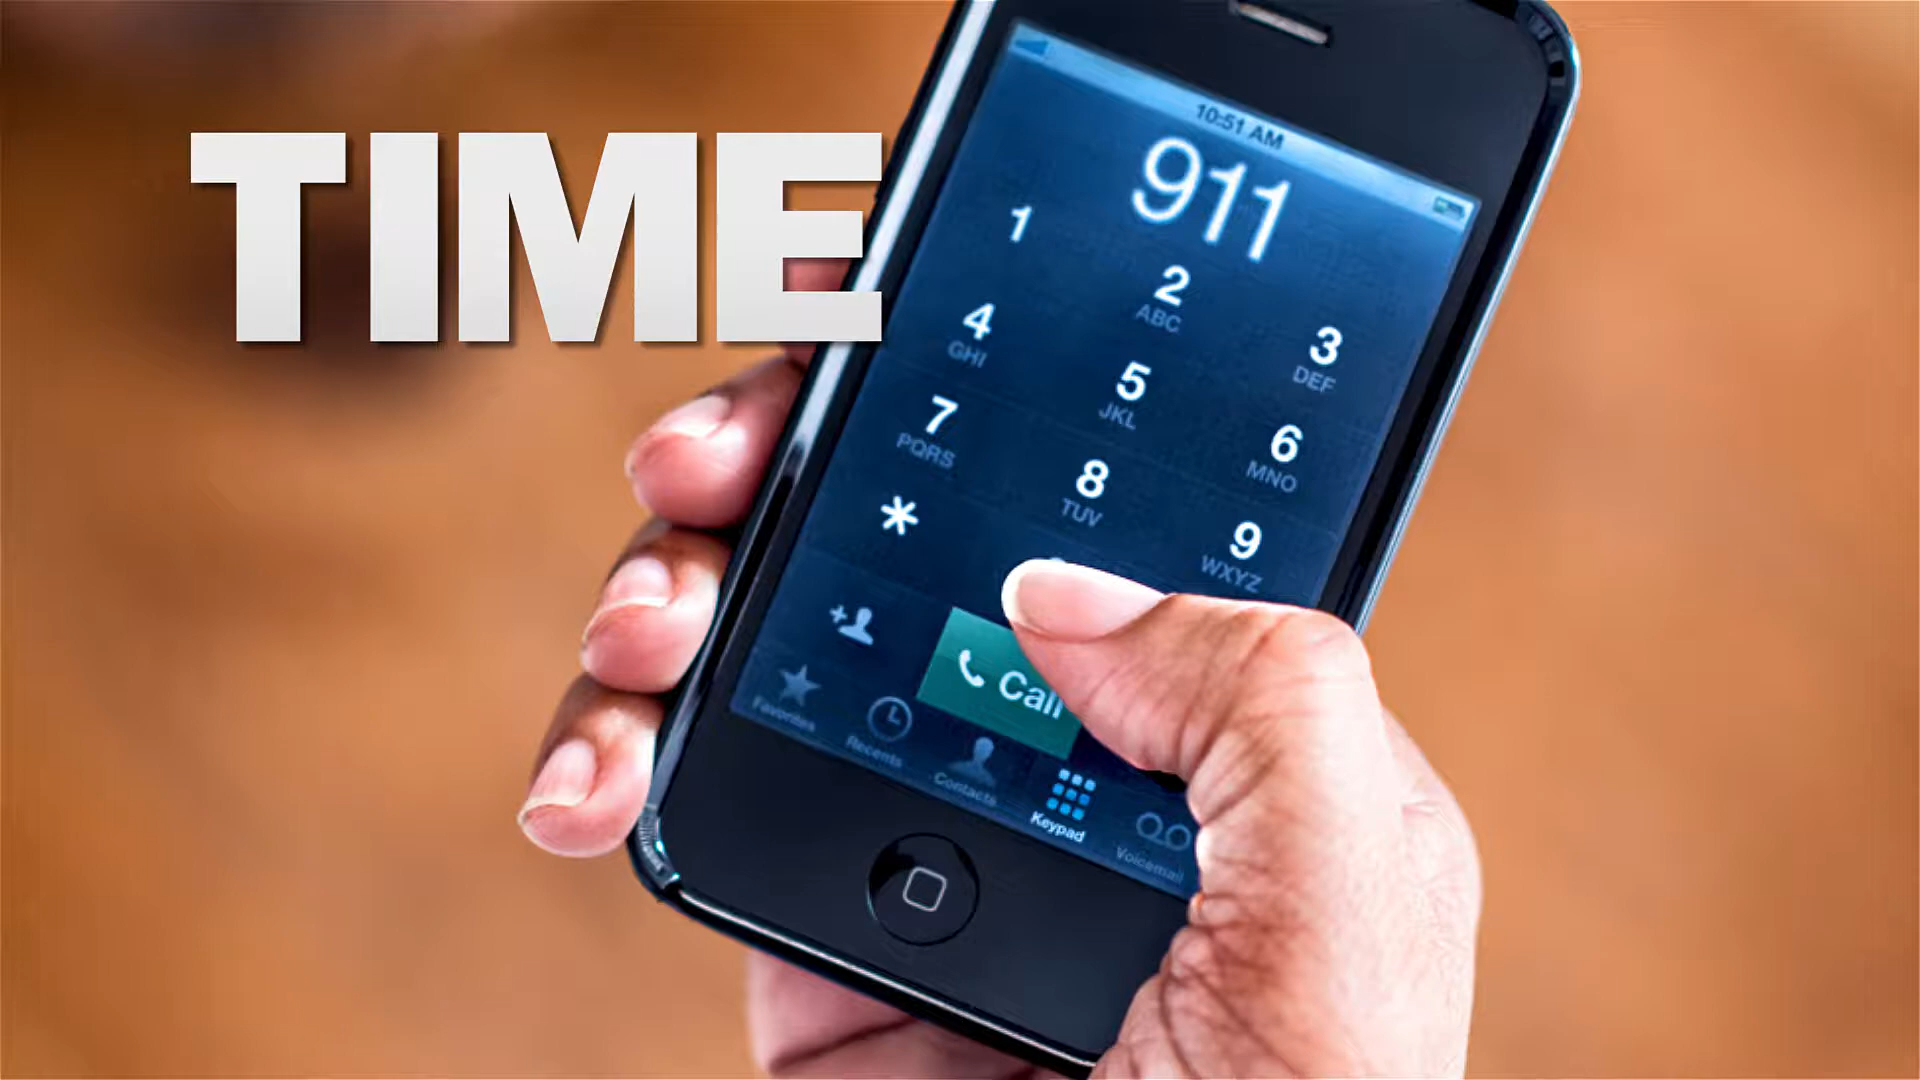 TIME
10:51 AM
911
1
2
ABC
3
DEF
4
GHI
5
JKL
6
MNO
7
PQRS
8
TUV
9
WXYZ
*
Call
Favorites
Recents
Contacts
Keypad
Voicemail